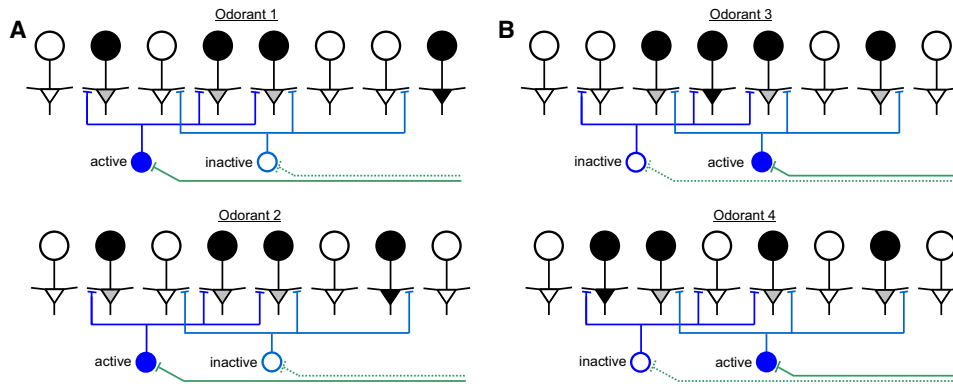 A
Odorant 1
active
inactive
Odorant 2
active
inactive
B
Odorant 3
inactive
active
Odorant 4
inactive
active